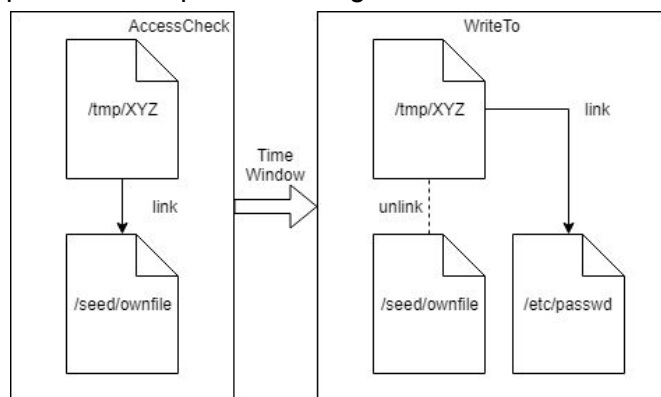 AccessCheck
/tmp/XYZ
link
/seed/ownfile
Time
Window
WriteTo
/tmp/XYZ
link
unlink
/seed/ownfile
/etc/passwd